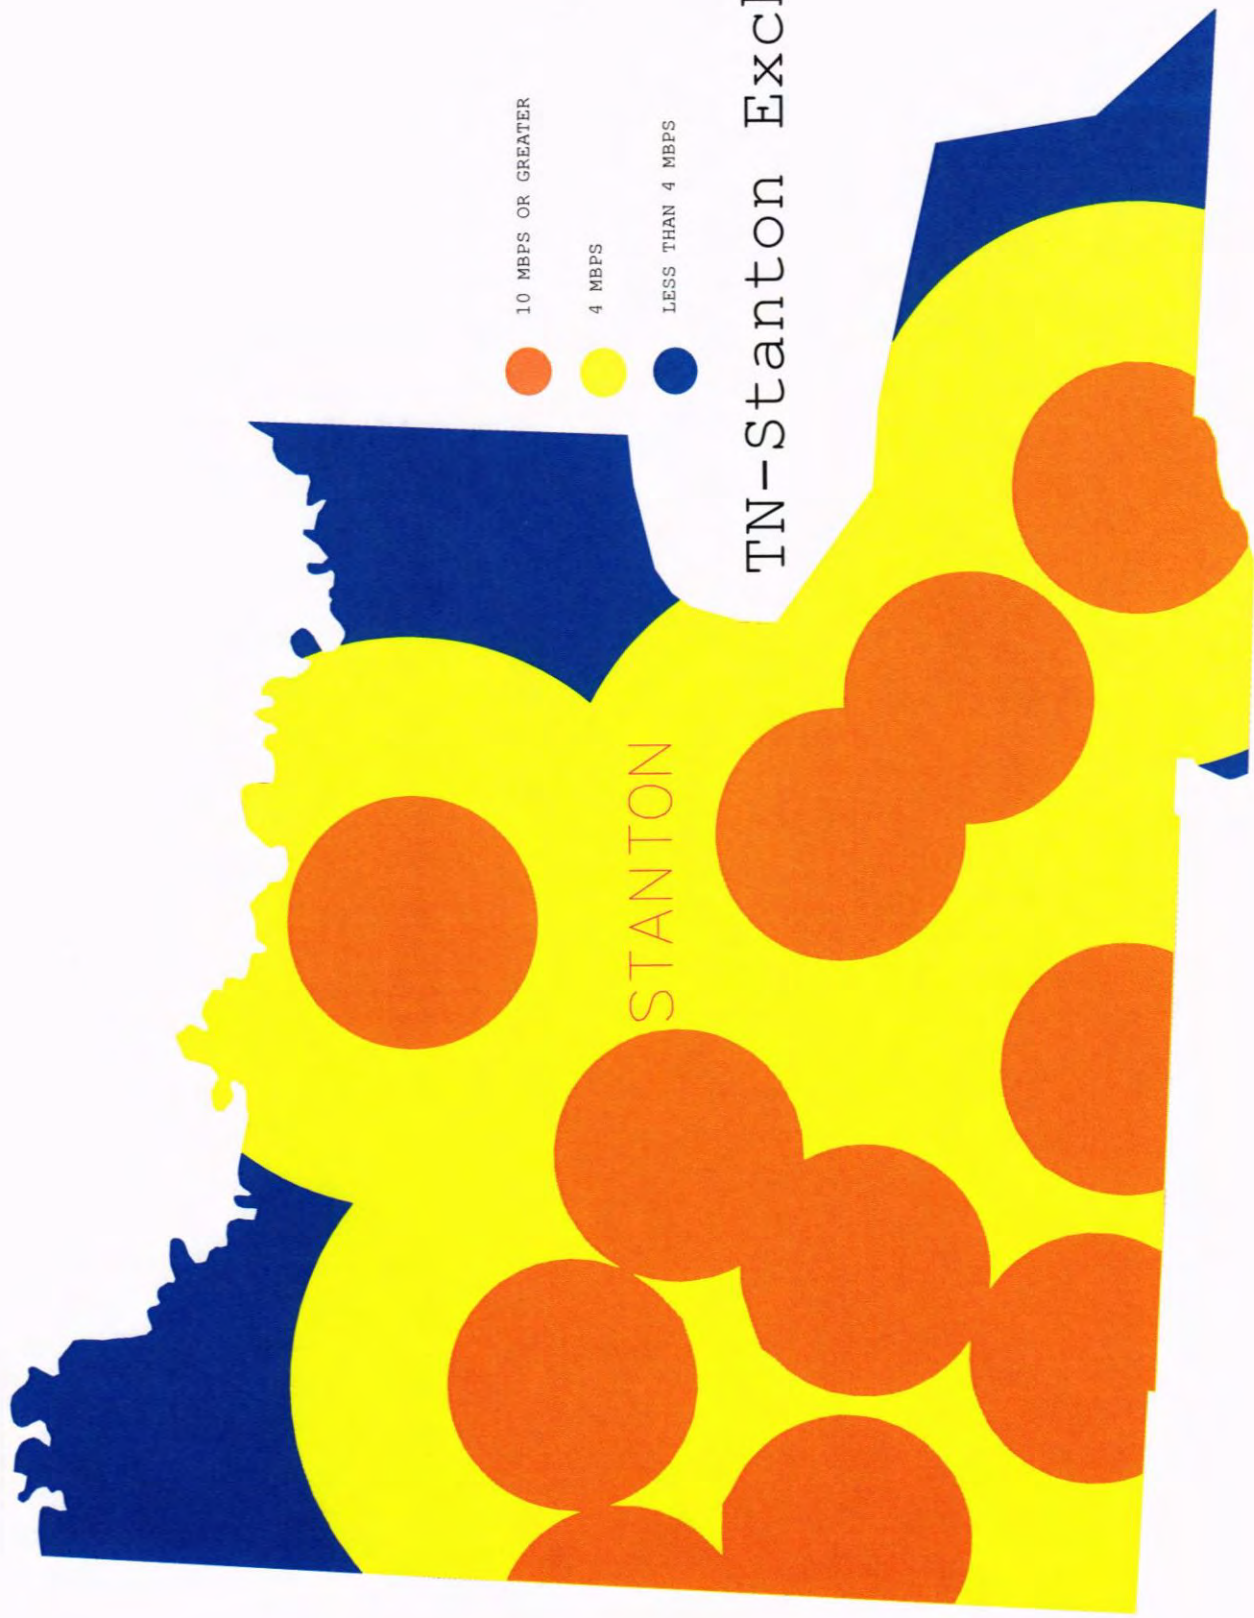 10 MBPS OR GREATER
4 MBPS
LESS THAN 4 MBPS
STANTON
TN-Stanton Exc